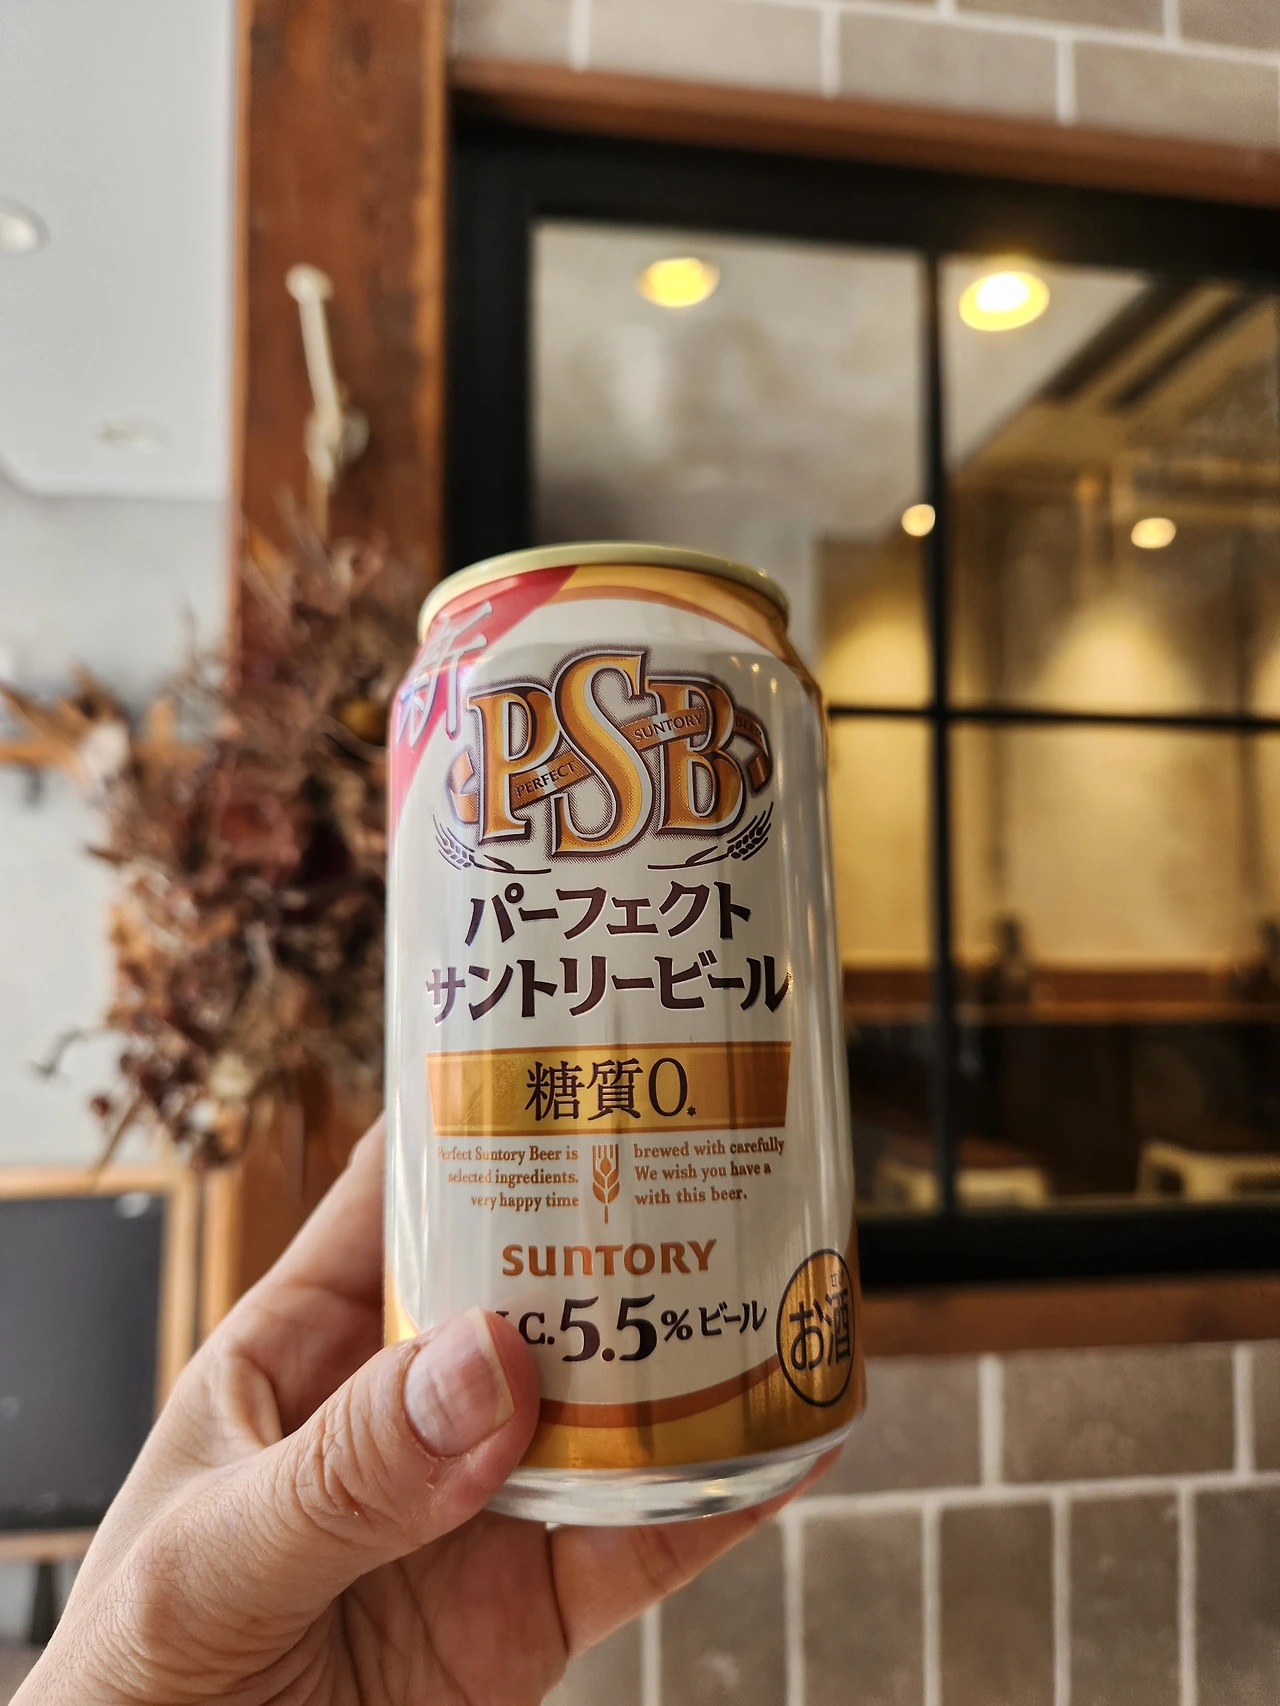 新
PSB
PERFECT SUNTORY BEER
パーフェクト
サントリービール
糖質0*
Perfect Suntory Beer is brewed with carefully
selected ingredients. We wish you have a
very happy time with this beer.
SUNTORY
ALC.5.5%ビール
お酒